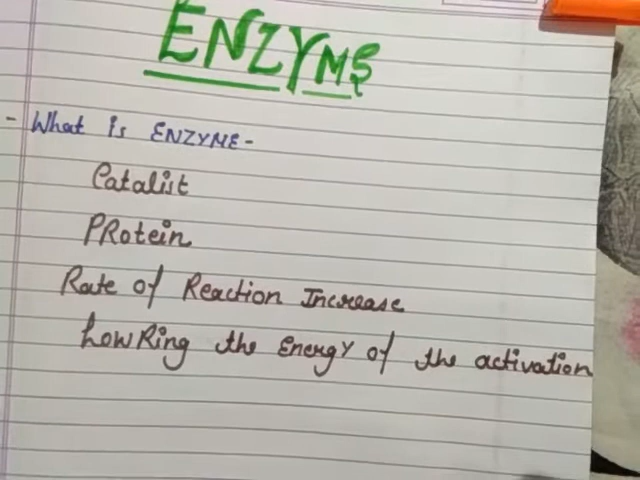 ENZYMS
- What is ENZYME-
Catalist
PRotein
Rate of Reaction Increase
LowRing the Energy of the activation